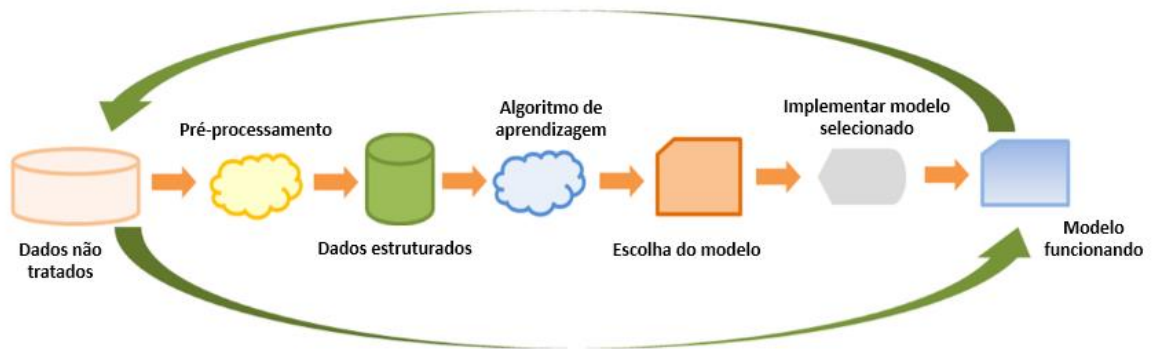 Dados não
tratados
Pré-processamento
Dados estruturados
Algoritmo de
aprendizagem
Escolha do modelo
Implementar modelo
selecionado
Modelo
funcionando